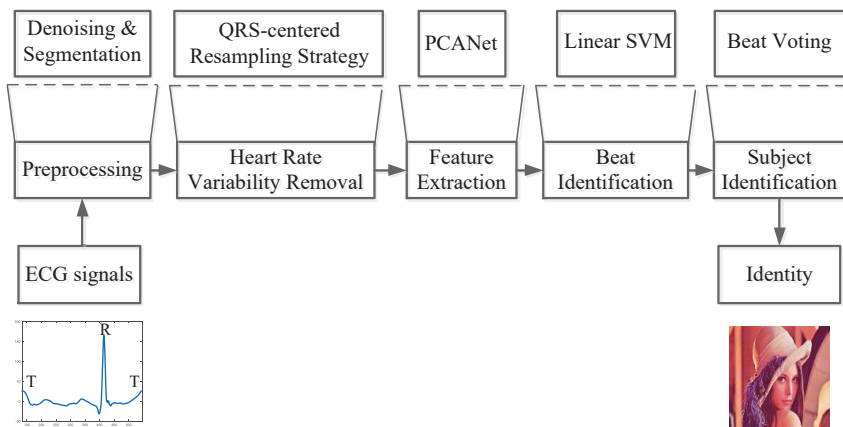 Denoising &
Segmentation
QRS-centered
Resampling Strategy
PCANet
Linear SVM
Beat Voting
Preprocessing
Heart Rate
Variability Removal
Feature
Extraction
Beat
Identification
Subject
Identification
ECG signals
Identity
R
T
T